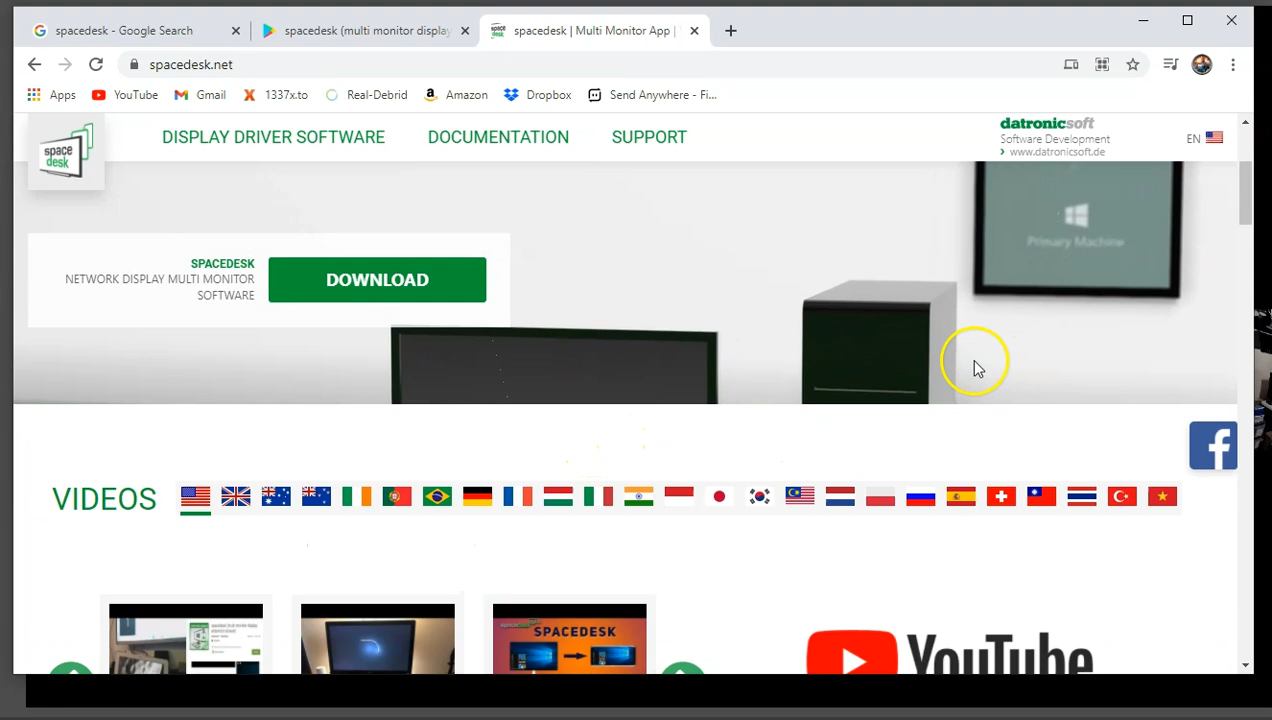 spacedesk - Google Search
spacedesk (multi monitor display
spacedesk | Multi Monitor App |
spacedesk.net
Apps YouTube Gmail 1337x.to Real-Debrid Amazon Dropbox Send Anywhere - Fi...
space
desk
DISPLAY DRIVER SOFTWARE DOCUMENTATION SUPPORT
datronicsoft
Software Development
www.datronicsoft.de
EN
Primary Machine
SPACEDESK
NETWORK DISPLAY MULTI MONITOR
SOFTWARE
DOWNLOAD
VIDEOS
SPACEDESK
YouTube